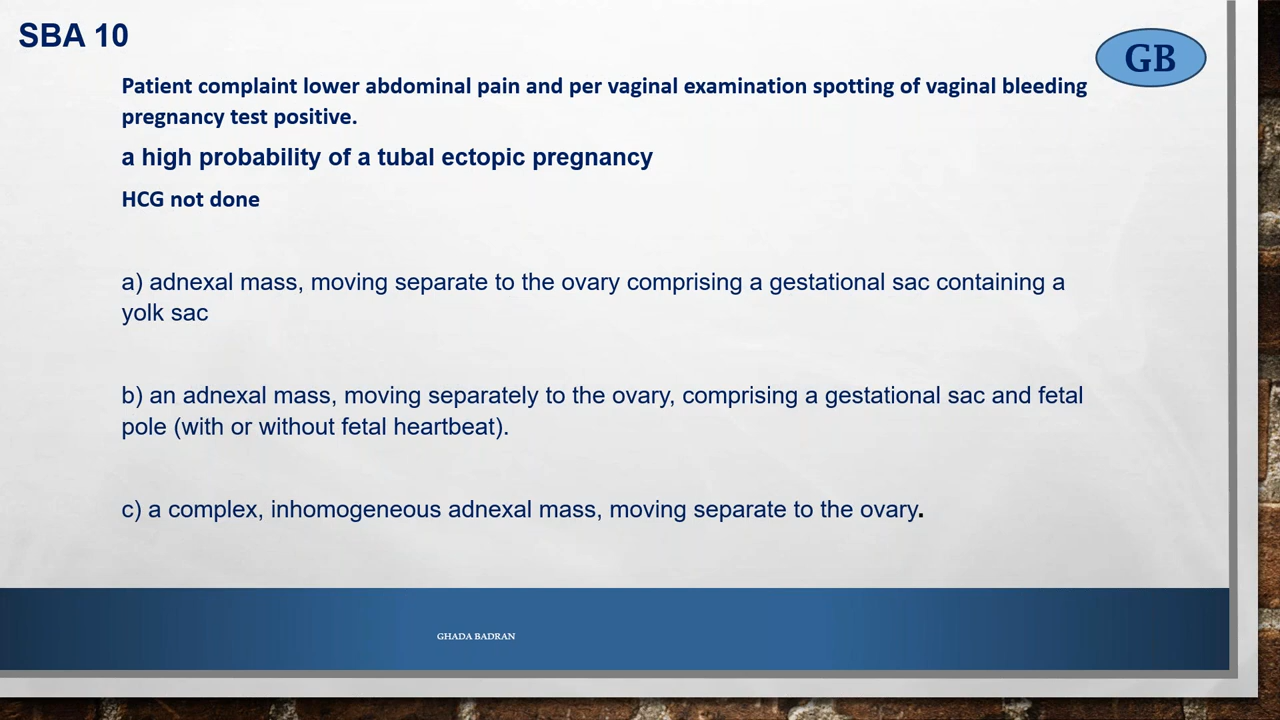 SBA 10
GB
Patient complaint lower abdominal pain and per vaginal examination spotting of vaginal bleeding
pregnancy test positive.
a high probability of a tubal ectopic pregnancy
HCG not done
a) adnexal mass, moving separate to the ovary comprising a gestational sac containing a
yolk sac
b) an adnexal mass, moving separately to the ovary, comprising a gestational sac and fetal
pole (with or without fetal heartbeat).
c) a complex, inhomogeneous adnexal mass, moving separate to the ovary.
GHADA BADRAN